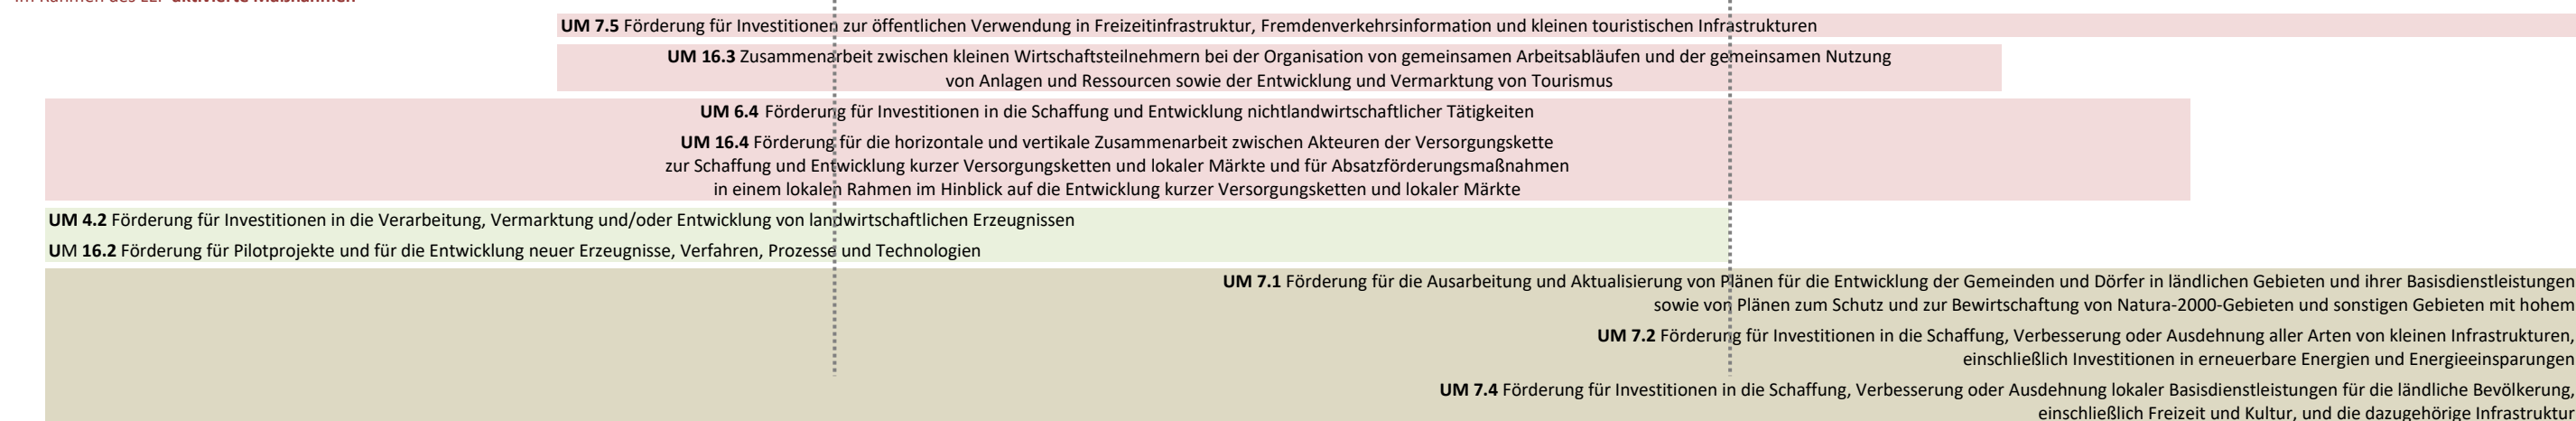 im Rahmen des LEP aktivierte Maßnahmen
UM 7.5 Förderung für Investitionen zur öffentlichen Verwendung in Freizeitinfrastruktur, Fremdenverkehrsinformation und kleinen touristischen Infrastrukturen
UM 16.3 Zusammenarbeit zwischen kleinen Wirtschaftsteilnehmern bei der Organisation von gemeinsamen Arbeitsabläufen und der gemeinsamen Nutzung
von Anlagen und Ressourcen sowie der Entwicklung und Vermarktung von Tourismus
UM 6.4 Förderung für Investitionen in die Schaffung und Entwicklung nichtlandwirtschaftlicher Tätigkeiten
UM 16.4 Förderung für die horizontale und vertikale Zusammenarbeit zwischen Akteuren der Versorgungskette
zur Schaffung und Entwicklung kurzer Versorgungsketten und lokaler Märkte und für Absatzförderungsmaßnahmen
in einem lokalen Rahmen im Hinblick auf die Entwicklung kurzer Versorgungsketten und lokaler Märkte
UM 4.2 Förderung für Investitionen in die Verarbeitung, Vermarktung und/oder Entwicklung von landwirtschaftlichen Erzeugnissen
UM 16.2 Förderung für Pilotprojekte und für die Entwicklung neuer Erzeugnisse, Verfahren, Prozesse und Technologien
UM 7.1 Förderung für die Ausarbeitung und Aktualisierung von Plänen für die Entwicklung der Gemeinden und Dörfer in ländlichen Gebieten und ihrer Basisdienstleistungen
sowie von Plänen zum Schutz und zur Bewirtschaftung von Natura-2000-Gebieten und sonstigen Gebieten mit hohem
UM 7.2 Förderung für Investitionen in die Schaffung, Verbesserung oder Ausdehnung aller Arten von kleinen Infrastrukturen,
einschließlich Investitionen in erneuerbare Energien und Energieeinsparungen
UM 7.4 Förderung für Investitionen in die Schaffung, Verbesserung oder Ausdehnung lokaler Basisdienstleistungen für die ländliche Bevölkerung,
einschließlich Freizeit und Kultur, und die dazugehörige Infrastruktur